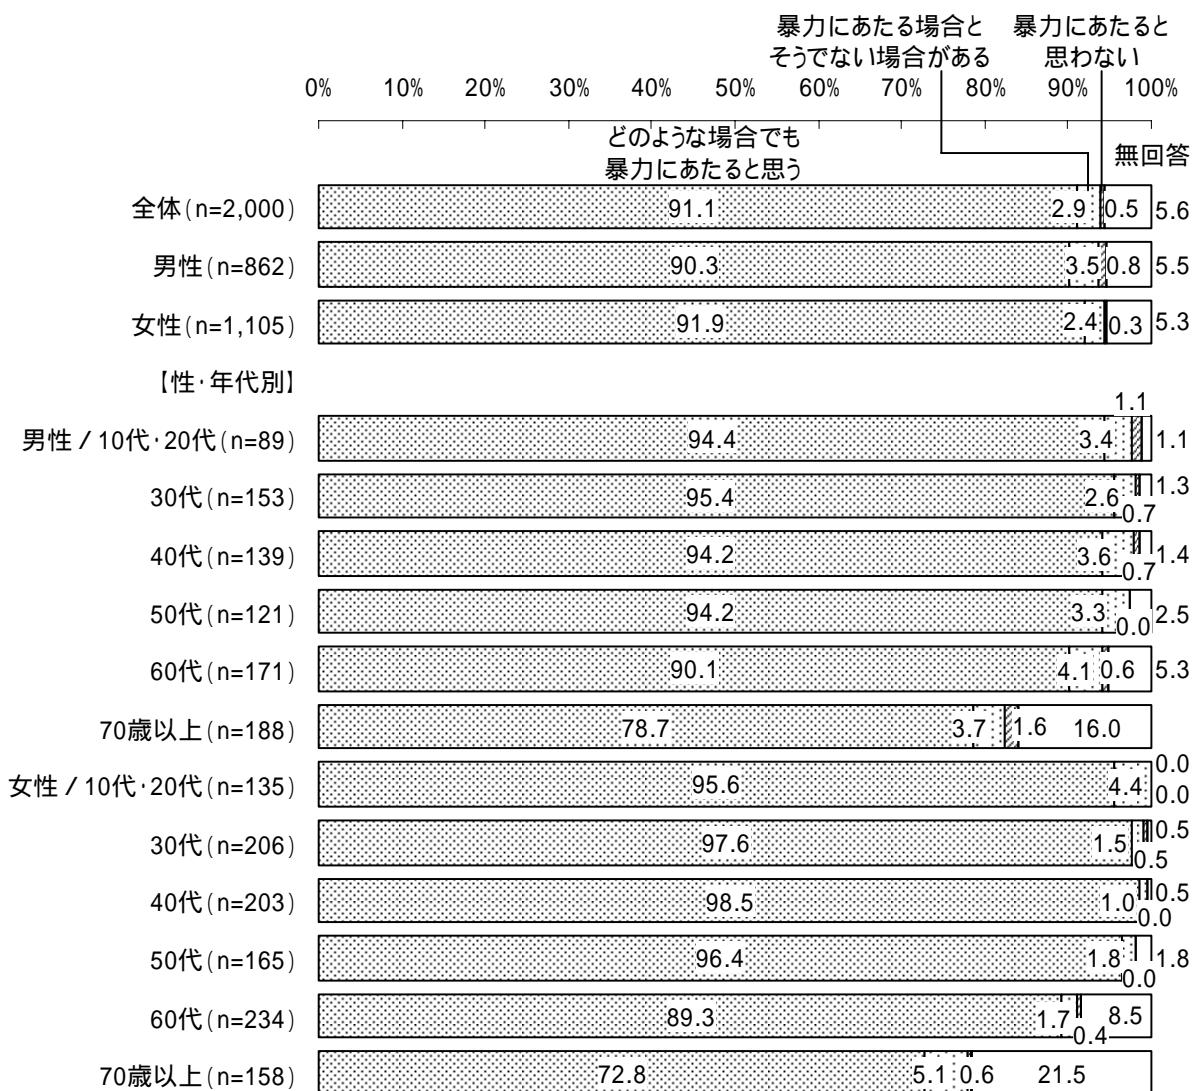 暴力にあたる場合と 暴力にあたると
そうでない場合がある 思わない
0% 10% 20% 30% 40% 50% 60% 70% 80% 90% 100%
どのような場合でも
暴力にあたると思う
無回答
全体(n=2,000) 91.1 2.9 0.5 5.6
男性(n=862) 90.3 3.5 0.8 5.5
女性(n=1,105) 91.9 2.4 0.3 5.3
【性・年代別】
男性/10代・20代(n=89) 94.4 3.4 1.1 1.1
30代(n=153) 95.4 2.6 0.7 1.3
40代(n=139) 94.2 3.6 0.7 1.4
50代(n=121) 94.2 3.3 0.0 2.5
60代(n=171) 90.1 4.1 0.6 5.3
70歳以上(n=188) 78.7 3.7 1.6 16.0
女性/10代・20代(n=135) 95.6 4.4 0.0 0.0
30代(n=206) 97.6 1.5 0.5 0.5
40代(n=203) 98.5 1.0 0.0 0.5
50代(n=165) 96.4 1.8 0.0 1.8
60代(n=234) 89.3 1.7 0.4 8.5
70歳以上(n=158) 72.8 5.1 0.6 21.5